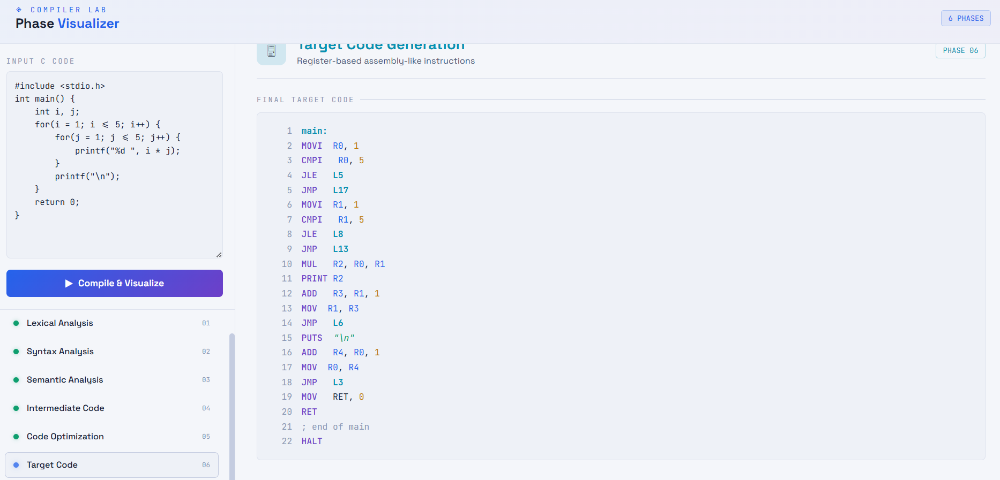 ◈ COMPILER LAB
Phase Visualizer
6 PHASES
INPUT C CODE
#include <stdio.h>
int main() {
    int i, j;
    for(i = 1; i <= 5; i++) {
        for(j = 1; j <= 5; j++) {
            printf("%d ", i * j);
        }
        printf("\n");
    }
    return 0;
}
▶ Compile & Visualize
Lexical Analysis 01
Syntax Analysis 02
Semantic Analysis 03
Intermediate Code 04
Code Optimization 05
Target Code 06
Target Code Generation
Register-based assembly-like instructions
PHASE 06
FINAL TARGET CODE
1 main:
2 MOVI  R0, 1
3 CMPI   R0, 5
4 JLE   L5
5 JMP   L17
6 MOVI  R1, 1
7 CMPI   R1, 5
8 JLE   L8
9 JMP   L13
10 MUL   R2, R0, R1
11 PRINT R2
12 ADD   R3, R1, 1
13 MOV  R1, R3
14 JMP   L6
15 PUTS  "\n"
16 ADD   R4, R0, 1
17 MOV  R0, R4
18 JMP   L3
19 MOV   RET, 0
20 RET
21 ; end of main
22 HALT